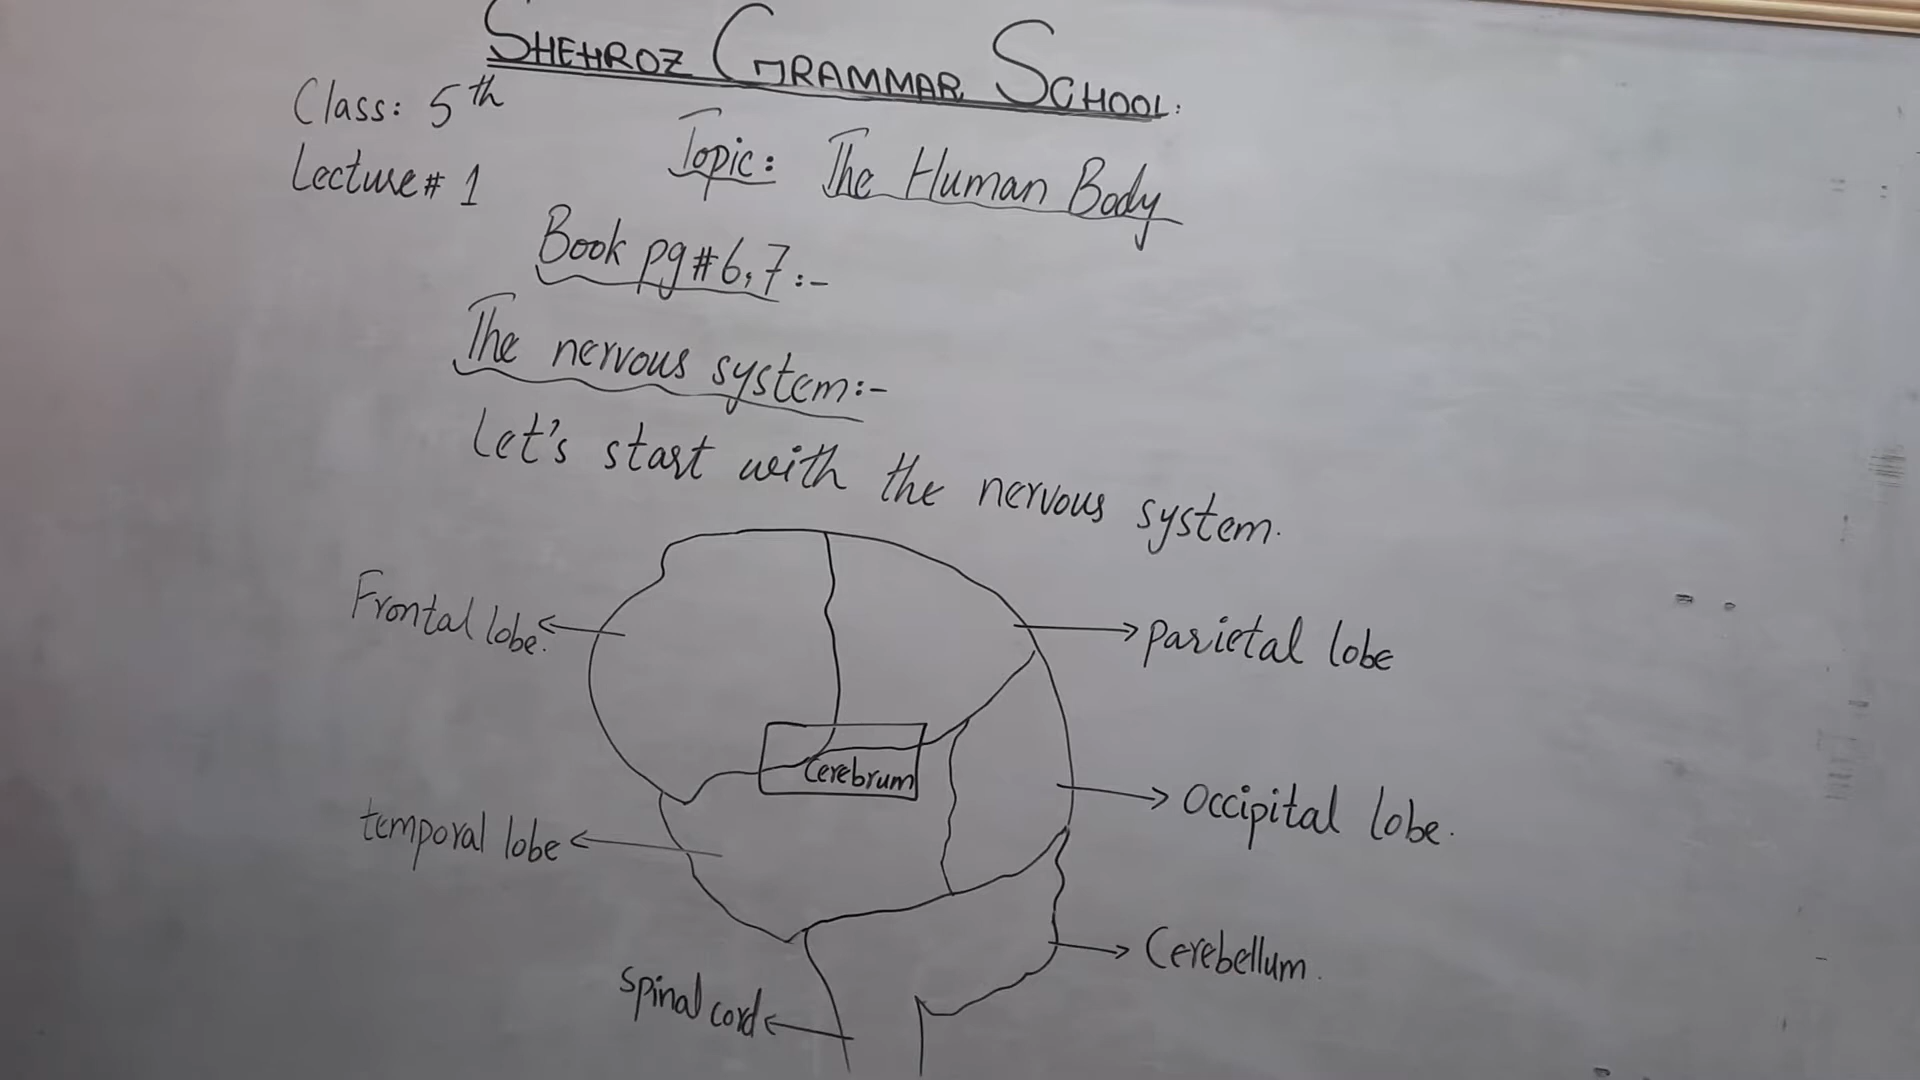 SHEHROZ GRAMMAR SCHOOL:
Class: 5th
Lecture# 1
Topic: The Human Body
Book pg#6,7:-
The nervous system:-
Let's start with the nervous system.
Frontal lobe.
parietal lobe
Cerebrum
temporal lobe
Occipital lobe.
Cerebellum.
spinal cord